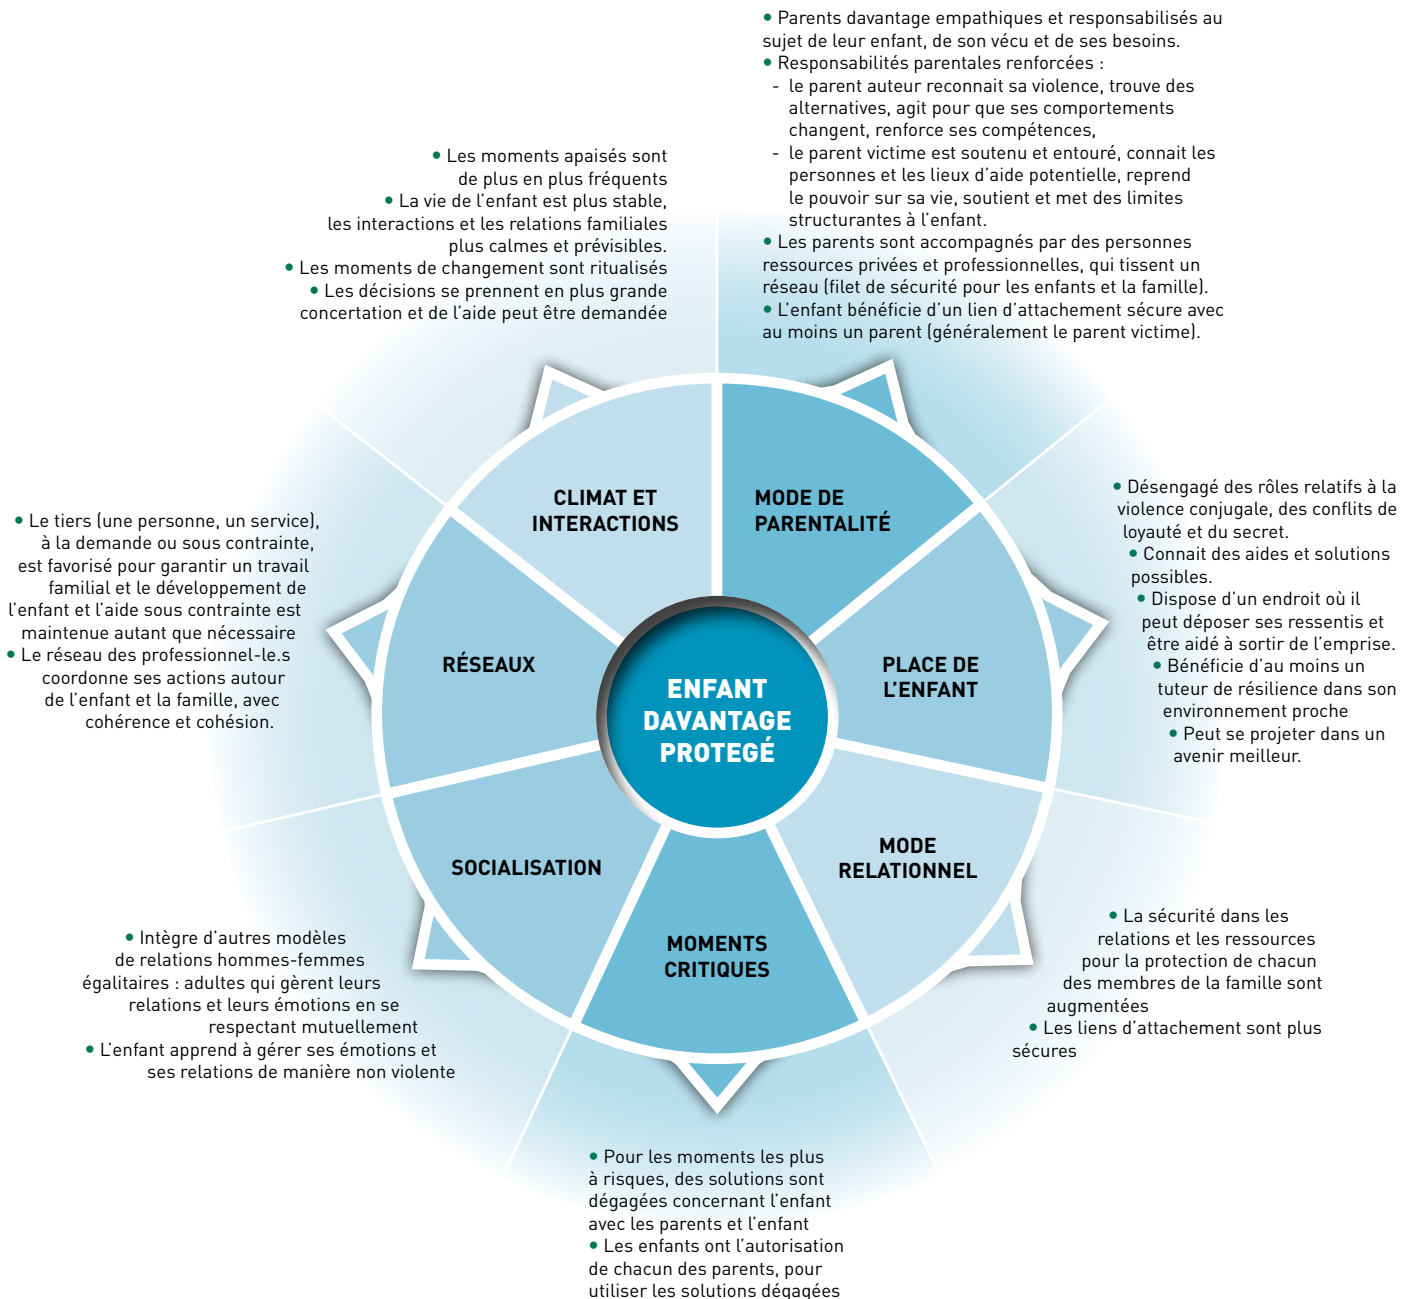 • Parents davantage empathiques et responsabilisés au
sujet de leur enfant, de son vécu et de ses besoins.
• Responsabilités parentales renforcées :
- le parent auteur reconnait sa violence, trouve des
alternatives, agit pour que ses comportements
changent, renforce ses compétences,
- le parent victime est soutenu et entouré, connait les
personnes et les lieux d'aide potentielle, reprend
le pouvoir sur sa vie, soutient et met des limites
structurantes à l'enfant.
• Les parents sont accompagnés par des personnes
ressources privées et professionnelles, qui tissent un
réseau (filet de sécurité pour les enfants et la famille).
• L'enfant bénéficie d'un lien d'attachement sécure avec
au moins un parent (généralement le parent victime).
• Les moments apaisés sont
de plus en plus fréquents
• La vie de l'enfant est plus stable,
les interactions et les relations familiales
plus calmes et prévisibles.
• Les moments de changement sont ritualisés
• Les décisions se prennent en plus grande
concertation et de l'aide peut être demandée
CLIMAT ET
INTERACTIONS
MODE DE
PARENTALITÉ
• Désengagé des rôles relatifs à la
violence conjugale, des conflits de
loyauté et du secret.
• Connait des aides et solutions
possibles.
• Dispose d'un endroit où il
peut déposer ses ressentis et
être aidé à sortir de l'emprise.
• Bénéficie d'au moins un
tuteur de résilience dans son
environnement proche
• Peut se projeter dans un
avenir meilleur.
• Le tiers (une personne, un service),
à la demande ou sous contrainte,
est favorisé pour garantir un travail
familial et le développement de
l'enfant et l'aide sous contrainte est
maintenue autant que nécessaire
• Le réseau des professionnel-le.s
coordonne ses actions autour
de l'enfant et la famille, avec
cohérence et cohésion.
RÉSEAUX
ENFANT
DAVANTAGE
PROTEGÉ
PLACE DE
L'ENFANT
SOCIALISATION
MODE
RELATIONNEL
MOMENTS
CRITIQUES
• Intègre d'autres modèles
de relations hommes-femmes
égalitaires : adultes qui gèrent leurs
relations et leurs émotions en se
respectant mutuellement
• L'enfant apprend à gérer ses émotions et
ses relations de manière non violente
• La sécurité dans les
relations et les ressources
pour la protection de chacun
des membres de la famille sont
augmentées
• Les liens d'attachement sont plus
sécures
• Pour les moments les plus
à risques, des solutions sont
dégagées concernant l'enfant
avec les parents et l'enfant
• Les enfants ont l'autorisation
de chacun des parents, pour
utiliser les solutions dégagées